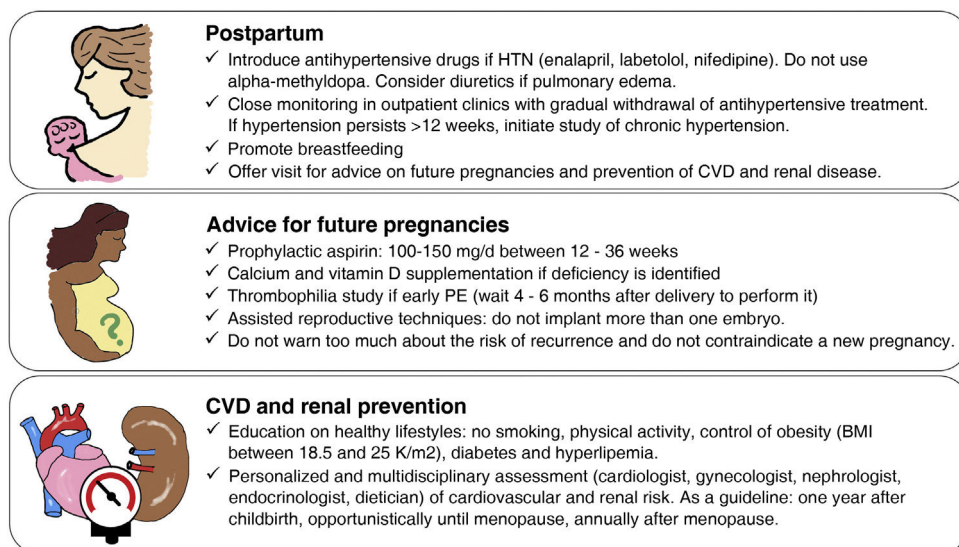 Postpartum
✓ Introduce antihypertensive drugs if HTN (enalapril, labetolol, nifedipine). Do not use
alpha-methyldopa. Consider diuretics if pulmonary edema.
✓ Close monitoring in outpatient clinics with gradual withdrawal of antihypertensive treatment.
If hypertension persists >12 weeks, initiate study of chronic hypertension.
✓ Promote breastfeeding
✓ Offer visit for advice on future pregnancies and prevention of CVD and renal disease.
Advice for future pregnancies
✓ Prophylactic aspirin: 100-150 mg/d between 12 - 36 weeks
✓ Calcium and vitamin D supplementation if deficiency is identified
✓ Thrombophilia study if early PE (wait 4 - 6 months after delivery to perform it)
✓ Assisted reproductive techniques: do not implant more than one embryo.
✓ Do not warn too much about the risk of recurrence and do not contraindicate a new pregnancy.
?
CVD and renal prevention
✓ Education on healthy lifestyles: no smoking, physical activity, control of obesity (BMI
between 18.5 and 25 K/m2), diabetes and hyperlipemia.
✓ Personalized and multidisciplinary assessment (cardiologist, gynecologist, nephrologist,
endocrinologist, dietician) of cardiovascular and renal risk. As a guideline: one year after
childbirth, opportunistically until menopause, annually after menopause.